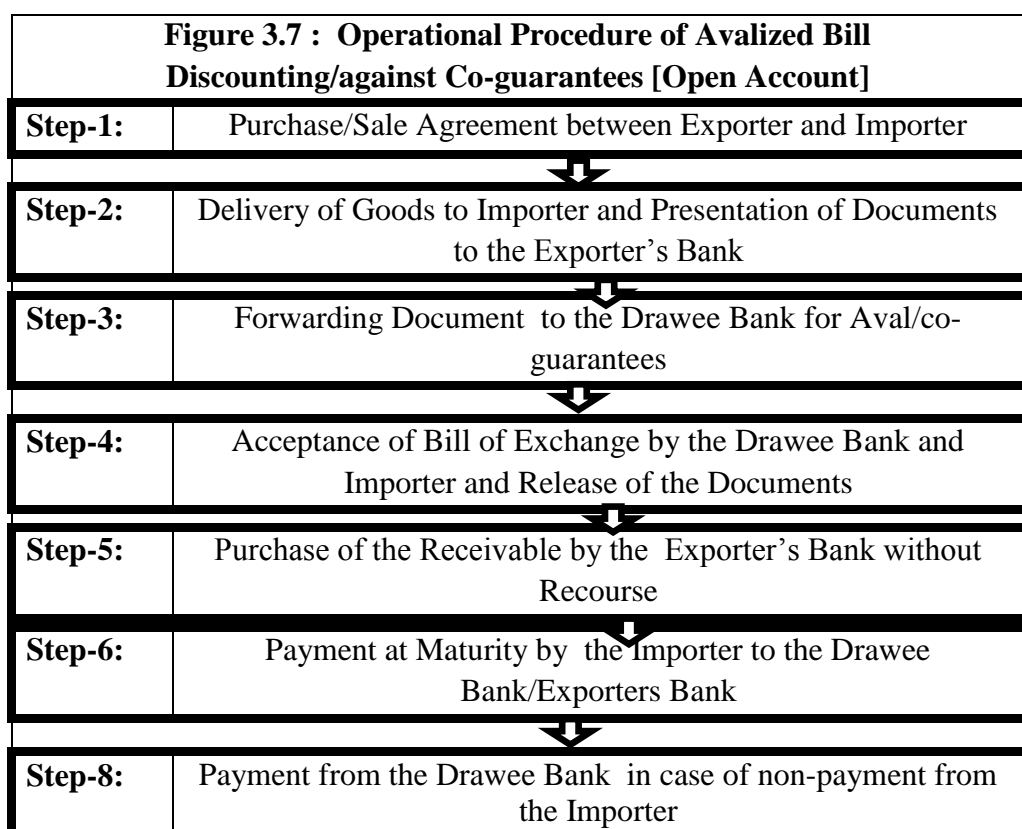 Figure 3.7 :  Operational Procedure of Avalized Bill
Discounting/against Co-guarantees [Open Account]
Step-1: Purchase/Sale Agreement between Exporter and Importer
Step-2: Delivery of Goods to Importer and Presentation of Documents
to the Exporter’s Bank
Step-3: Forwarding Document  to the Drawee Bank for Aval/co-
guarantees
Step-4: Acceptance of Bill of Exchange by the Drawee Bank and
Importer and Release of the Documents
Step-5: Purchase of the Receivable by the  Exporter’s Bank without
Recourse
Step-6: Payment at Maturity by  the Importer to the Drawee
Bank/Exporters Bank
Step-8: Payment from the Drawee Bank  in case of non-payment from
the Importer